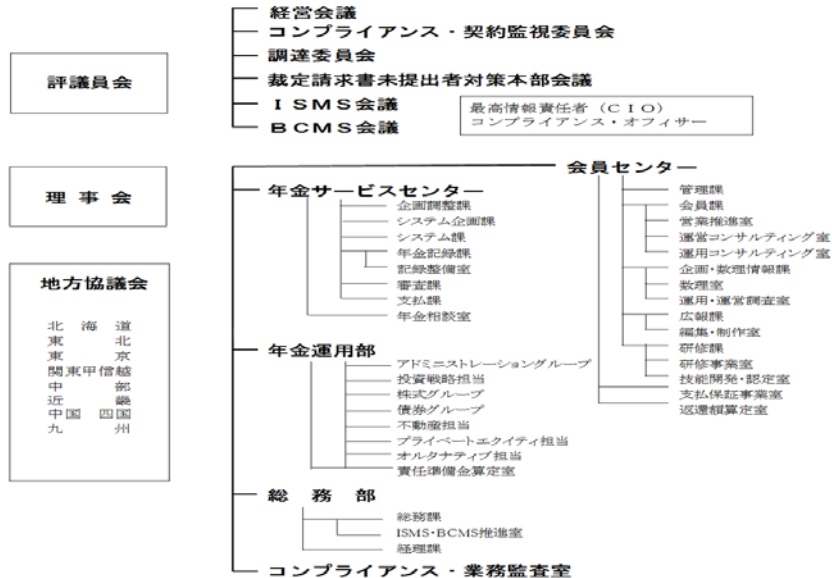 評議員会
経営会議
コンプライアンス・契約監視委員会
調達委員会
裁定請求書未提出者対策本部会議
ISMS会議
BCMS会議
最高情報責任者(CIO)
コンプライアンス・オフィサー
理事会
地方協議会
北海道
東北
東京
関東甲信越
中部
近畿
中国 四国
九州
年金サービスセンター
企画調整課
システム企画課
システム課
年金記録課
記録整備室
審査課
支払課
年金相談室
年金運用部
アドミニストレーショングループ
投資戦略担当
株式グループ
債券グループ
不動産担当
プライベートエクイティ担当
オルタナティブ担当
責任準備金算定室
総務部
総務課
ISMS・BCMS推進室
経理課
コンプライアンス・業務監査室
会員センター
管理課
会員課
営業推進室
運営コンサルティング室
運用コンサルティング室
企画・数理情報課
数理室
運用・運営調査室
広報課
編集・制作室
研修課
研修事業室
技能開発・認定室
支払保証事業室
返還額算定室